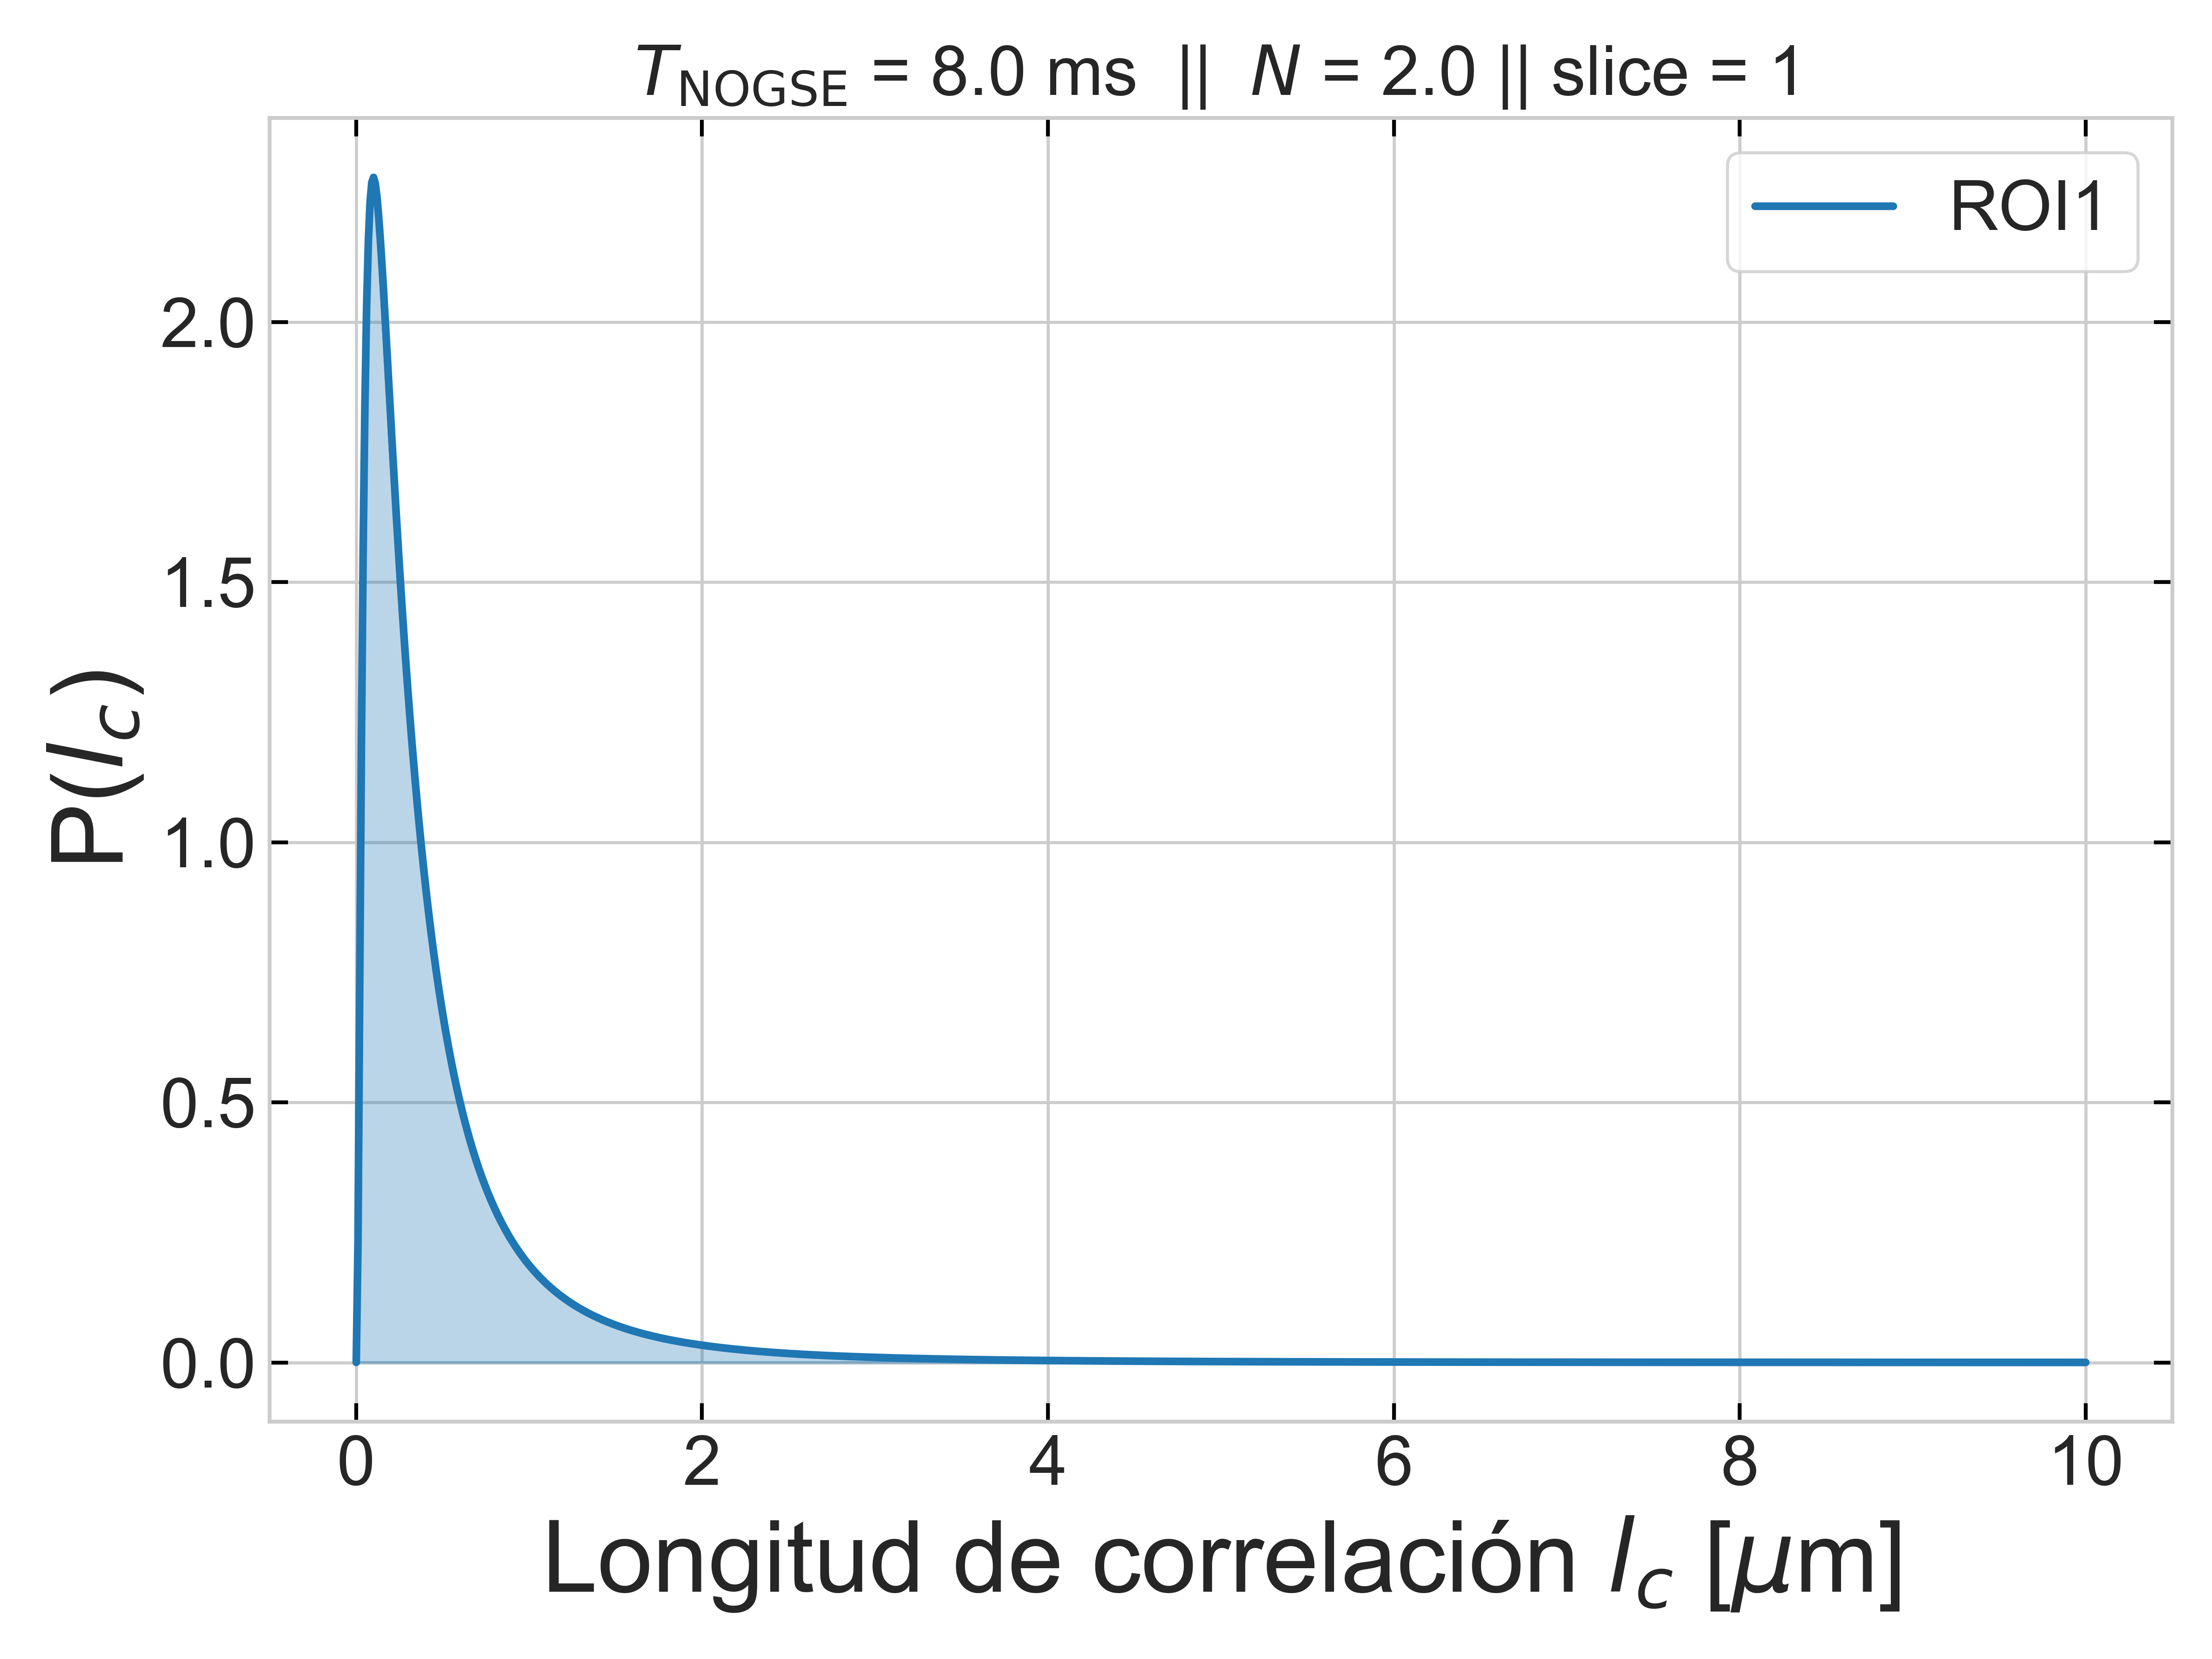 T_NOGSE = 8.0 ms || N = 2.0 || slice = 1
ROI1
P(l_c)
2.0
1.5
1.0
0.5
0.0
0 2 4 6 8 10
Longitud de correlación l_c [μm]